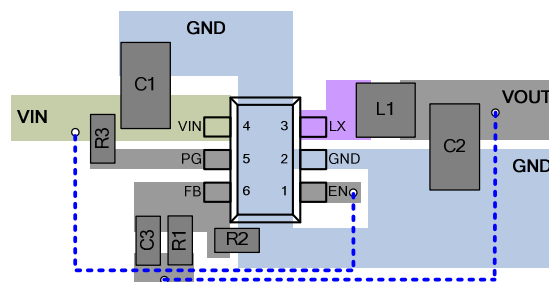 GND
C1
VIN
R3
VIN 4 3 LX
PG 5 2 GND
FB 6 1 EN
L1
VOUT
C2
GND
C3
R1
R2